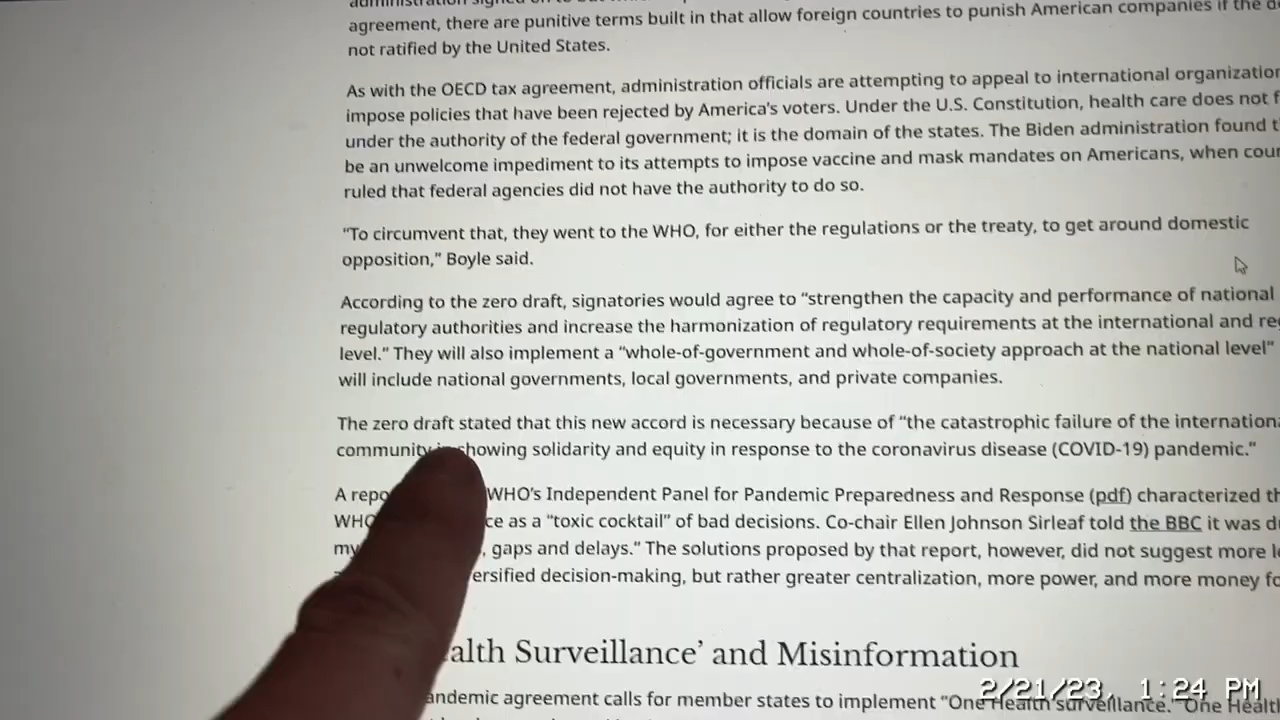 agreement, there are punitive terms built in that allow foreign countries to punish American companies if the
not ratified by the United States.
As with the OECD tax agreement, administration officials are attempting to appeal to international
impose policies that have been rejected by America's voters. Under the U.S. Constitution, health care does not
under the authority of the federal government; it is the domain of the states. The Biden administration found
be an unwelcome impediment to its attempts to impose vaccine and mask mandates on Americans, when
ruled that federal agencies did not have the authority to do so.
"To circumvent that, they went to the WHO, for either the regulations or the treaty, to get around domestic
opposition," Boyle said.
According to the zero draft, signatories would agree to "strengthen the capacity and performance of national
regulatory authorities and increase the harmonization of regulatory requirements at the international and
level." They will also implement a "whole-of-government and whole-of-society approach at the national level"
will include national governments, local governments, and private companies.
The zero draft stated that this new accord is necessary because of "the catastrophic failure of the
community showing solidarity and equity in response to the coronavirus disease (COVID-19) pandemic."
A WHO's Independent Panel for Pandemic Preparedness and Response (pdf) characterized
as a "toxic cocktail" of bad decisions. Co-chair Ellen Johnson Sirleaf told the BBC it was
gaps and delays." The solutions proposed by that report, however, did not suggest more
decision-making, but rather greater centralization, more power, and more money
Surveillance' and Misinformation
agreement calls for member states to implement "One Health surveillance." One
2/21/23, 1:24 PM